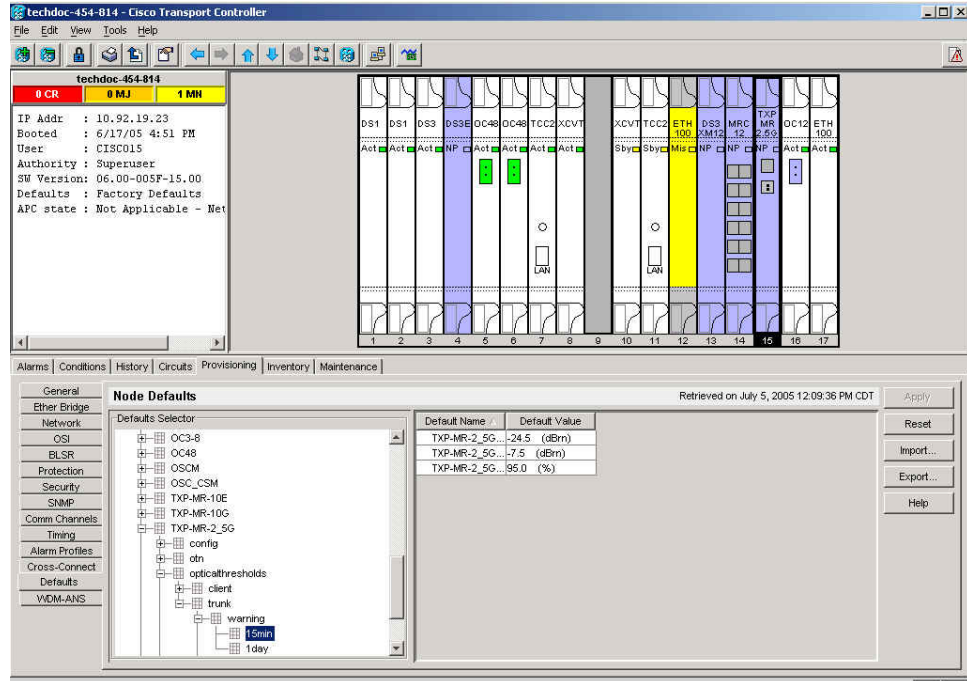 techdoc-454-814 - Cisco Transport Controller
File Edit View Tools Help
techdoc-454-814
0 CR 0 MJ 1 MN
IP Addr : 10.92.19.23
Booted : 6/17/05 4:51 PM
User : CISCO15
Authority : Superuser
SW Version: 06.00-005F-15.00
Defaults : Factory Defaults
APC state : Not Applicable - Net
DS1 DS1 DS3 DS3E OC48 OC48 TCC2 XCVT XCVT TCC2 ETH 100 DS3 XM12 MRC 12 TXP MR 2.5G OC12 ETH 100
Act Act Act NP Act Act Act Act Sby Sby Mis NP NP NP Act Act
LAN LAN
1 2 3 4 5 6 7 8 9 10 11 12 13 14 15 16 17
Alarms Conditions History Circuits Provisioning Inventory Maintenance
General
Ether Bridge
Network
OSI
BLSR
Protection
Security
SNMP
Comm Channels
Timing
Alarm Profiles
Cross-Connect
Defaults
WDM-ANS
Node Defaults
Retrieved on July 5, 2005 12:09:36 PM CDT
Defaults Selector
OC3-8
OC48
OSCM
OSC_CSM
TXP-MR-10E
TXP-MR-10G
TXP-MR-2_5G
config
otn
opticalthresholds
client
trunk
warning
15min
1day
Default Name Default Value
TXP-MR-2_5G... -24.5 (dBm)
TXP-MR-2_5G... -7.5 (dBm)
TXP-MR-2_5G... 95.0 (%)
Apply
Reset
Import...
Export...
Help